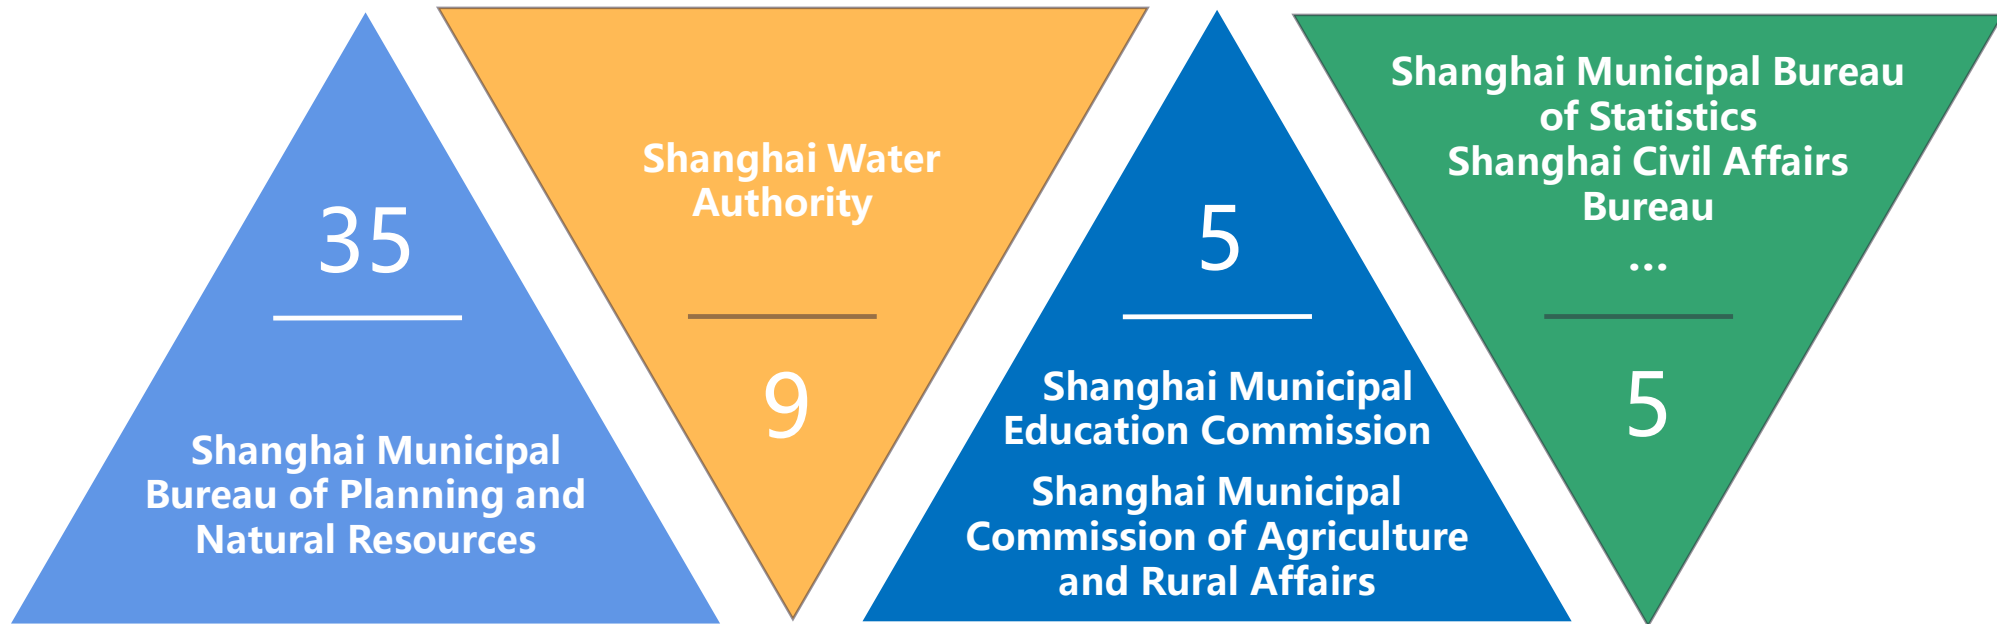 35
Shanghai Municipal
Bureau of Planning and
Natural Resources
Shanghai Water
Authority
9
5
Shanghai Municipal
Education Commission
Shanghai Municipal
Commission of Agriculture
and Rural Affairs
Shanghai Municipal Bureau
of Statistics
Shanghai Civil Affairs
Bureau
...
5